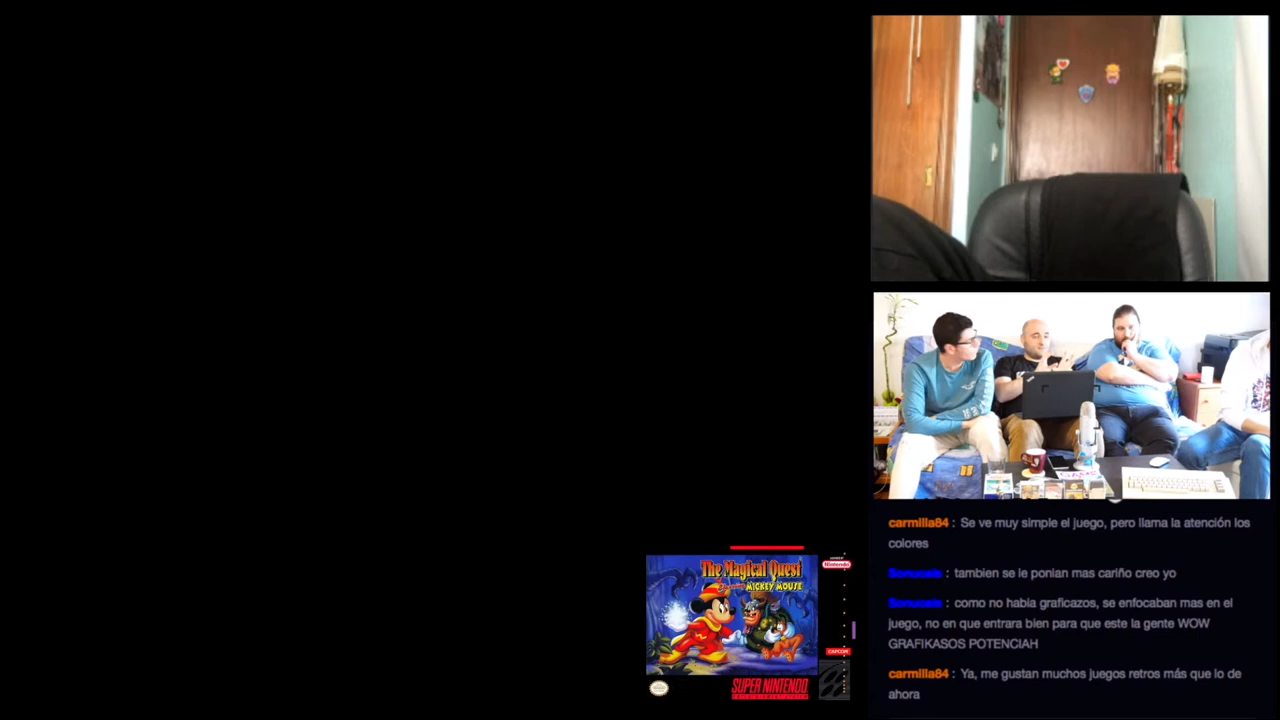 carmilla84 : Se ve muy simple el juego, pero llama la atención los
colores
: tambien se le ponian mas cariño creo yo
: como no habia graficazos, se enfocaban mas en el
juego, no en que entrara bien para que este la gente WOW
GRAFIKASOS POTENCIAH
carmilla84 : Ya, me gustan muchos juegos retros más que lo de
ahora
The Magical Quest
MICKEY MOUSE
Nintendo
CAPCOM
SUPER NINTENDO